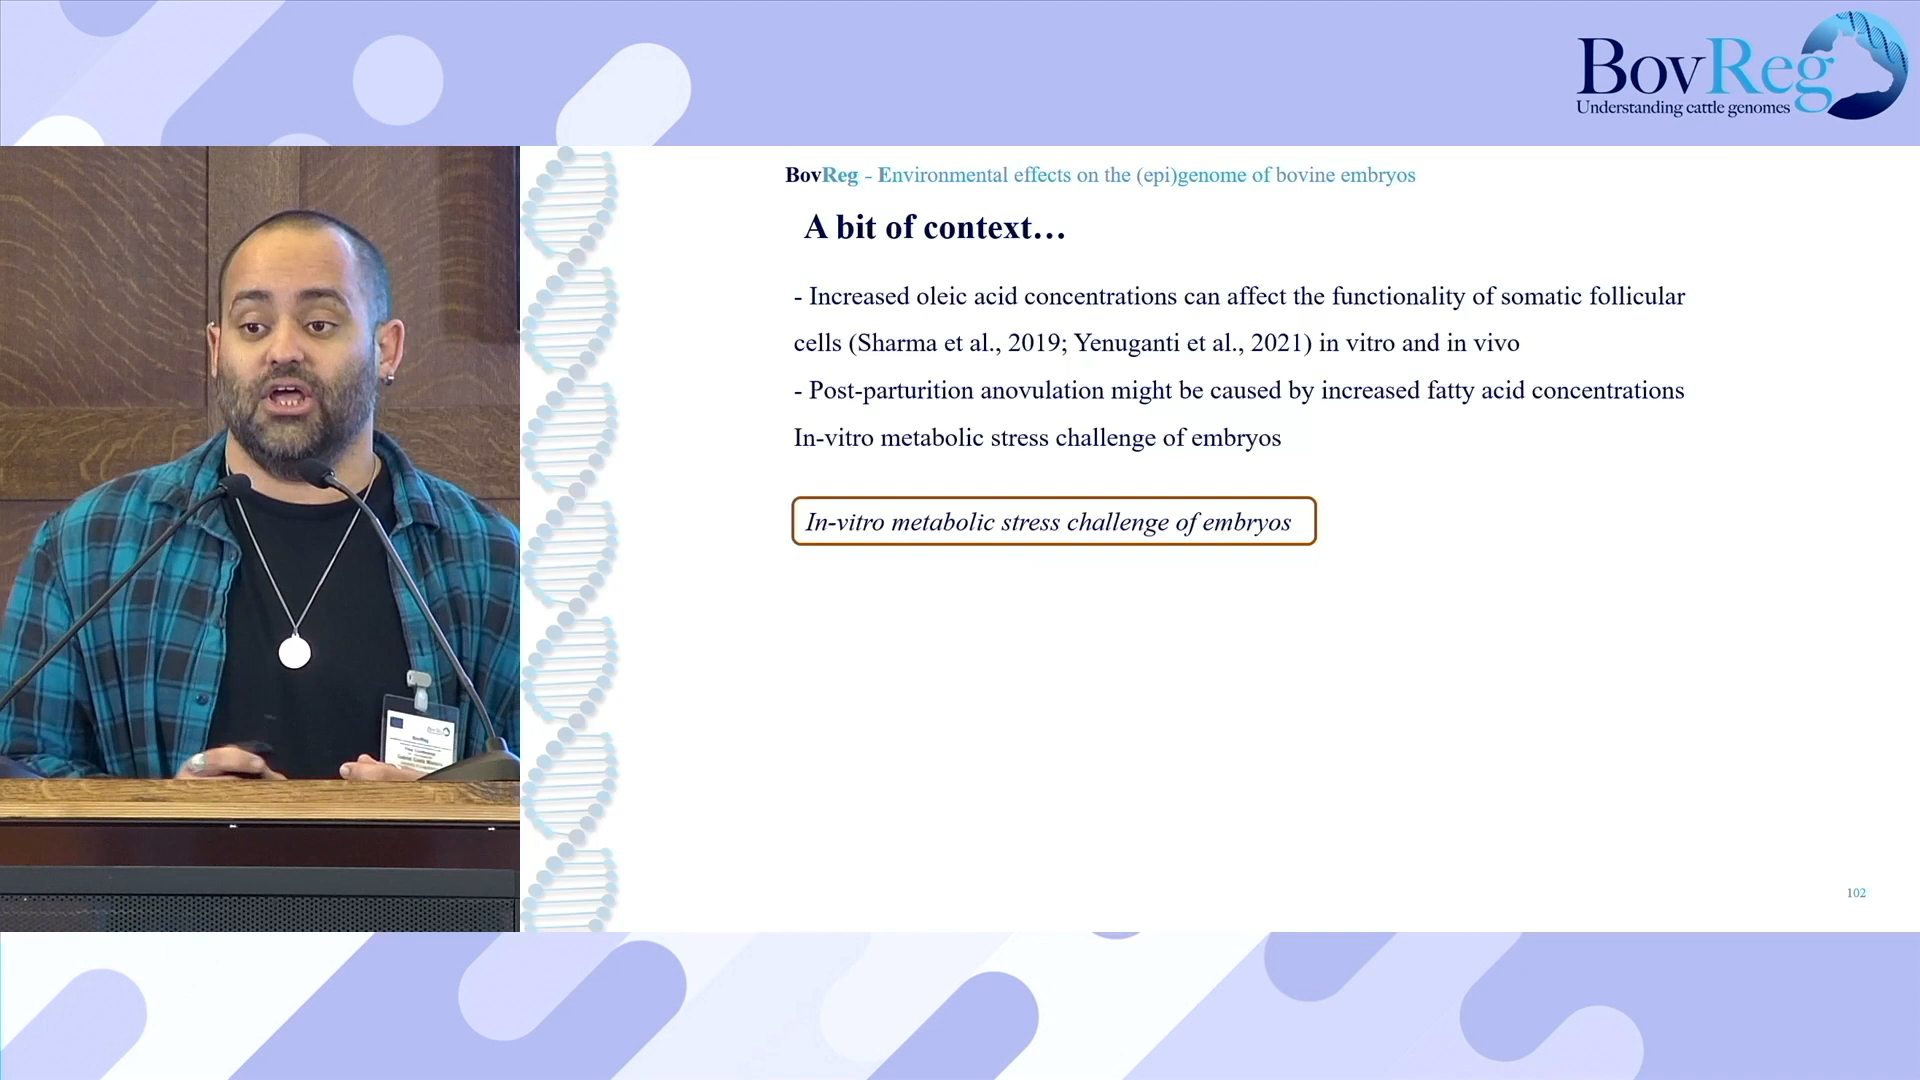 BovReg
Understanding cattle genomes
BovReg - Environmental effects on the (epi)genome of bovine embryos
A bit of context…
- Increased oleic acid concentrations can affect the functionality of somatic follicular
cells (Sharma et al., 2019; Yenuganti et al., 2021) in vitro and in vivo
- Post-parturition anovulation might be caused by increased fatty acid concentrations
In-vitro metabolic stress challenge of embryos
In-vitro metabolic stress challenge of embryos
102
BovReg